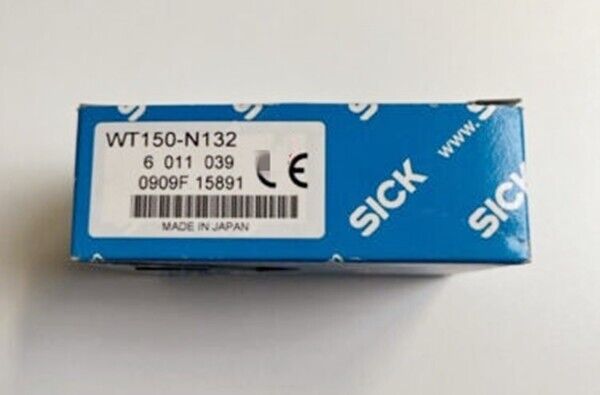 WT150-N132
6 011 039
0909F 15891
CE
MADE IN JAPAN
SICK
SICK
www.